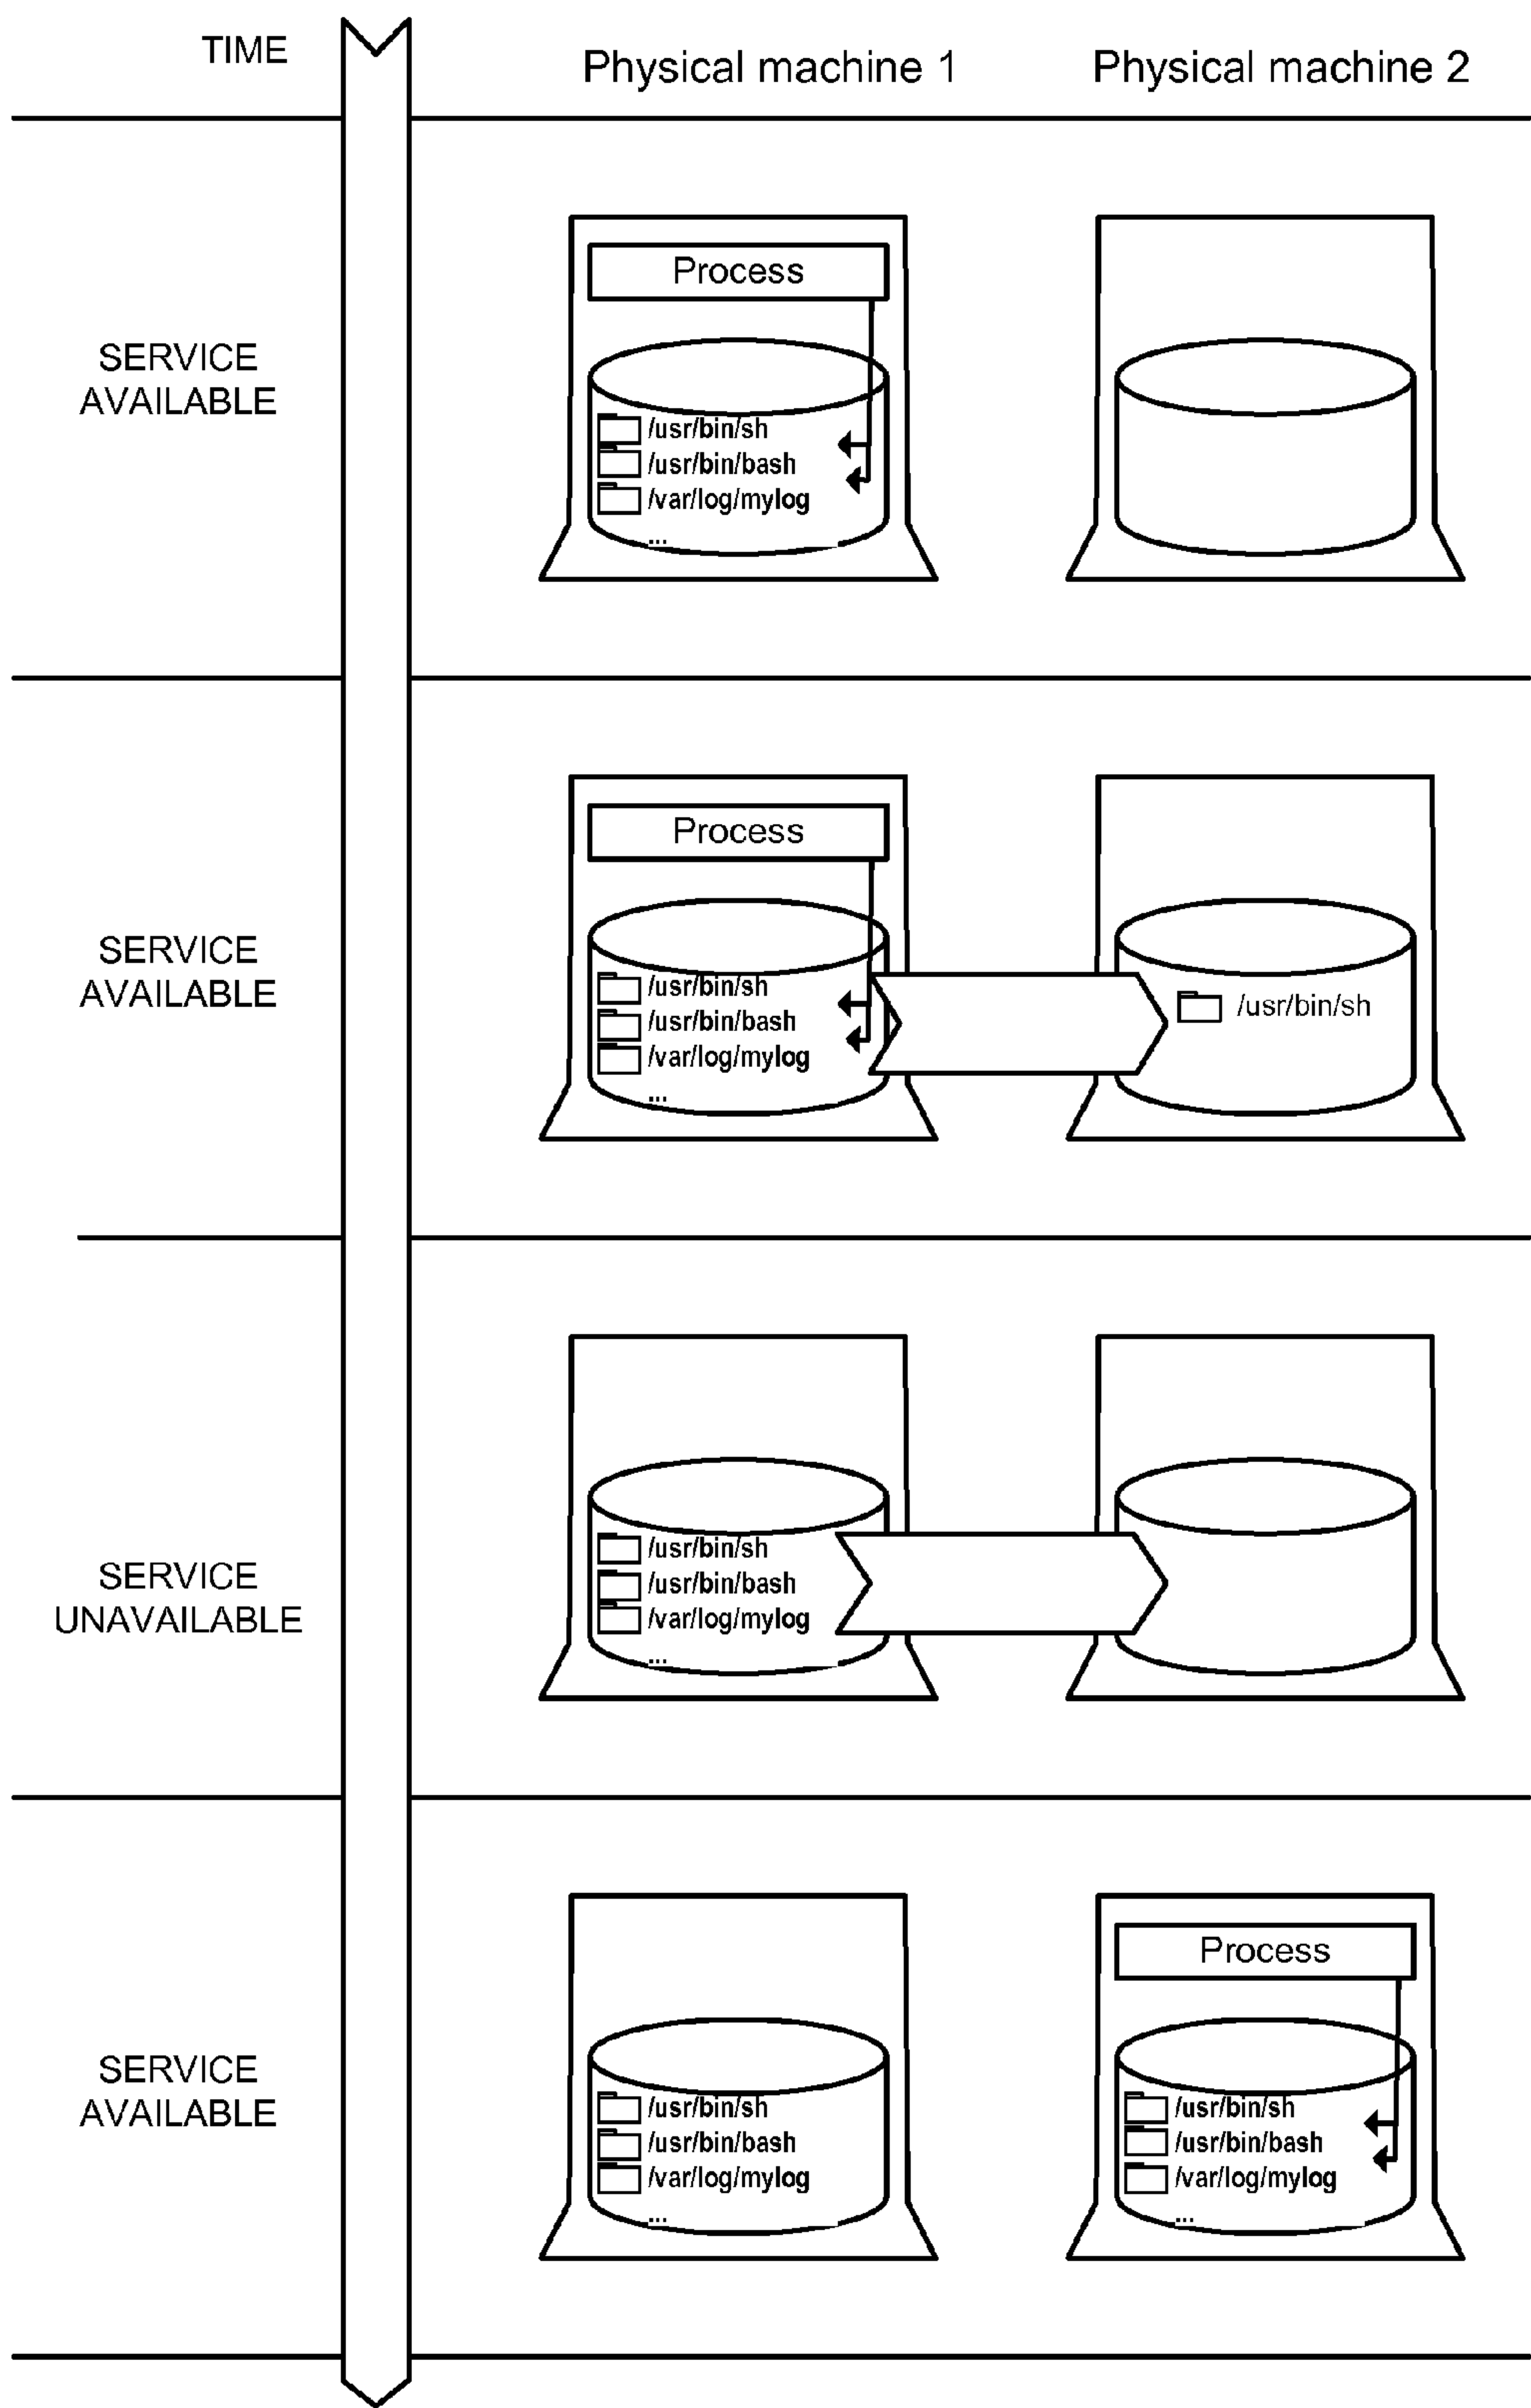 TIME
Physical machine 1
Physical machine 2
SERVICE
AVAILABLE
Process
/usr/bin/sh
/usr/bin/bash
/var/log/mylog
...
SERVICE
AVAILABLE
Process
/usr/bin/sh
/usr/bin/bash
/var/log/mylog
...
/usr/bin/sh
SERVICE
UNAVAILABLE
/usr/bin/sh
/usr/bin/bash
/var/log/mylog
...
SERVICE
AVAILABLE
/usr/bin/sh
/usr/bin/bash
/var/log/mylog
...
Process
/usr/bin/sh
/usr/bin/bash
/var/log/mylog
...